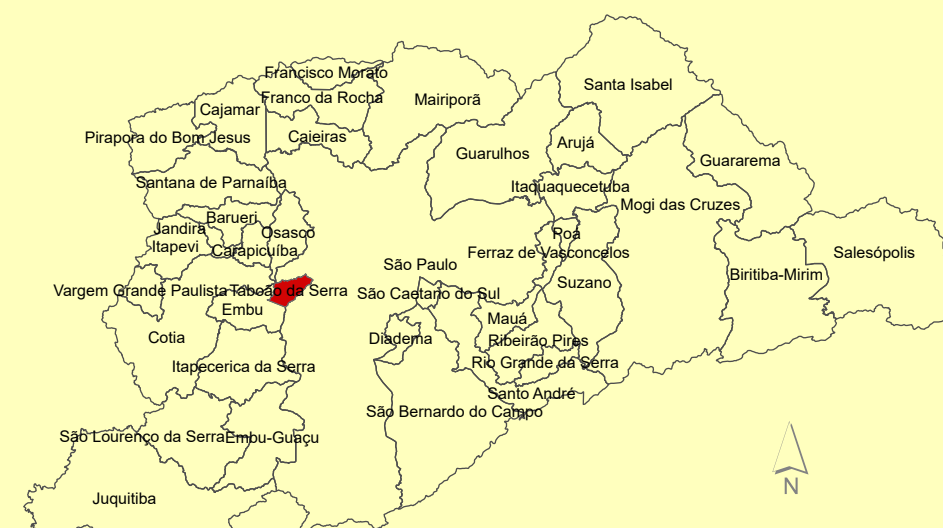 Francisco Morato
Santa Isabel
Franco da Rocha
Mairiporã
Cajamar
Pirapora do Bom Jesus
Caieiras
Arujá
Guarulhos
Guararema
Santana de Parnaíba
Itaquaquecetuba
Mogi das Cruzes
Barueri
Jandira
Osasco
Poá
Itapevi
Carapicuíba
Ferraz de Vasconcelos
Salesópolis
São Paulo
Biritiba-Mirim
Suzano
Vargem Grande Paulista
Taboão da Serra
São Caetano do Sul
Embu
Mauá
Cotia
Diadema
Ribeirão Pires
Itapecerica da Serra
Rio Grande da Serra
Santo André
São Bernardo do Campo
São Lourenço da Serra
Embu-Guaçu
N
Juquitiba